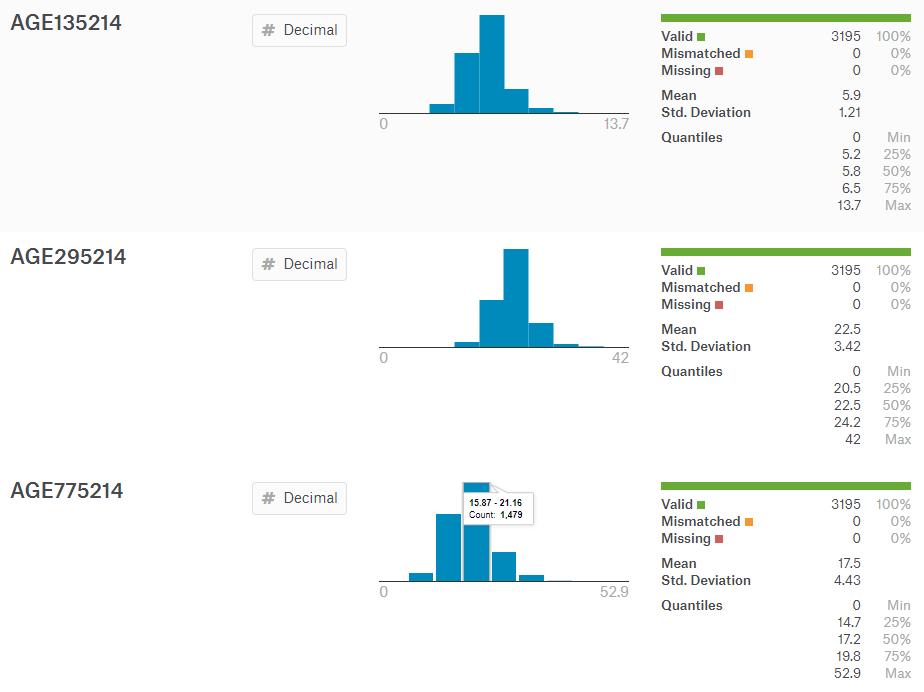 AGE135214
# Decimal
0 13.7
Valid 3195 100%
Mismatched 0 0%
Missing 0 0%
Mean 5.9
Std. Deviation 1.21
Quantiles 0 Min
5.2 25%
5.8 50%
6.5 75%
13.7 Max
AGE295214
# Decimal
0 42
Valid 3195 100%
Mismatched 0 0%
Missing 0 0%
Mean 22.5
Std. Deviation 3.42
Quantiles 0 Min
20.5 25%
22.5 50%
24.2 75%
42 Max
AGE775214
# Decimal
15.87 - 21.16
Count: 1,479
0 52.9
Valid 3195 100%
Mismatched 0 0%
Missing 0 0%
Mean 17.5
Std. Deviation 4.43
Quantiles 0 Min
14.7 25%
17.2 50%
19.8 75%
52.9 Max